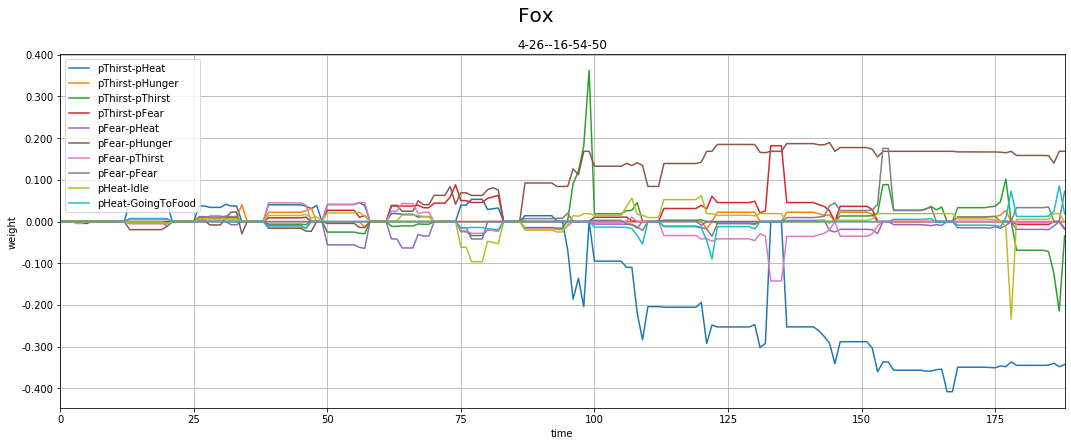 Fox
4-26--16-54-50
0.400
0.300
0.200
0.100
0.000
-0.100
-0.200
-0.300
-0.400
weight
pThirst-pHeat
pThirst-pHunger
pThirst-pThirst
pThirst-pFear
pFear-pHeat
pFear-pHunger
pFear-pThirst
pFear-pFear
pHeat-Idle
pHeat-GoingToFood
0 25 50 75 100 125 150 175
time